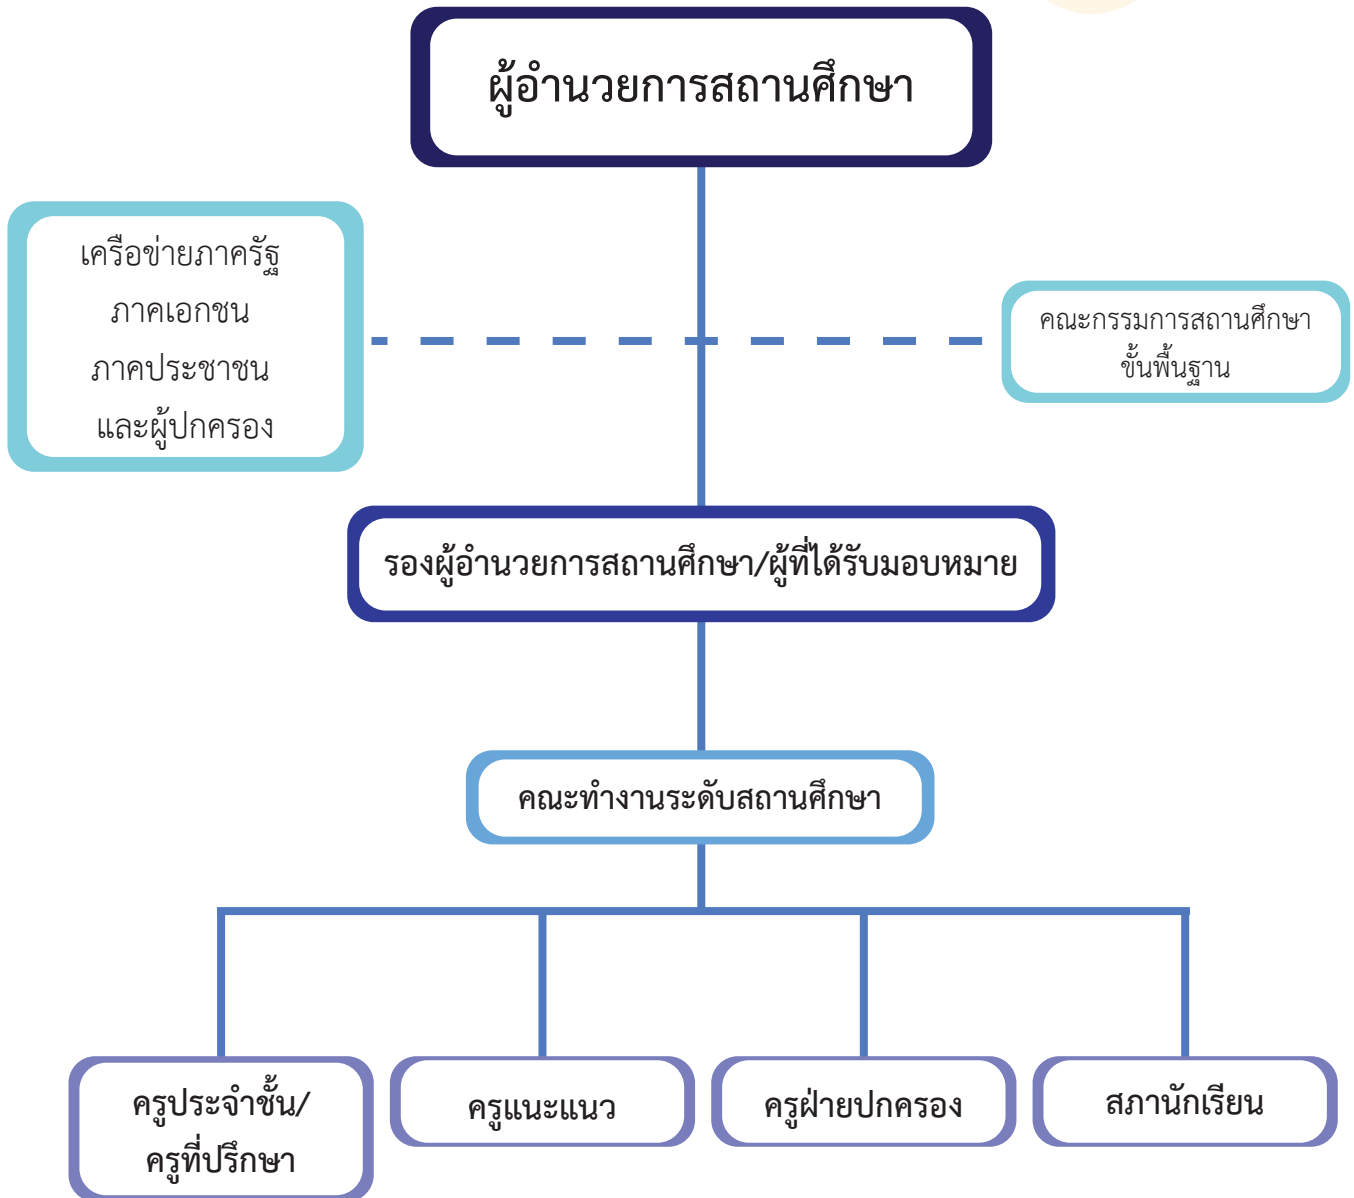 ผู้อำนวยการสถานศึกษา
เครือข่ายภาครัฐ
ภาคเอกชน
ภาคประชาชน
และผู้ปกครอง
คณะกรรมการสถานศึกษา
ขั้นพื้นฐาน
รองผู้อำนวยการสถานศึกษา/ผู้ที่ได้รับมอบหมาย
คณะทำงานระดับสถานศึกษา
ครูประจำชั้น/
ครูที่ปรึกษา
ครูแนะแนว
ครูฝ่ายปกครอง
สภานักเรียน